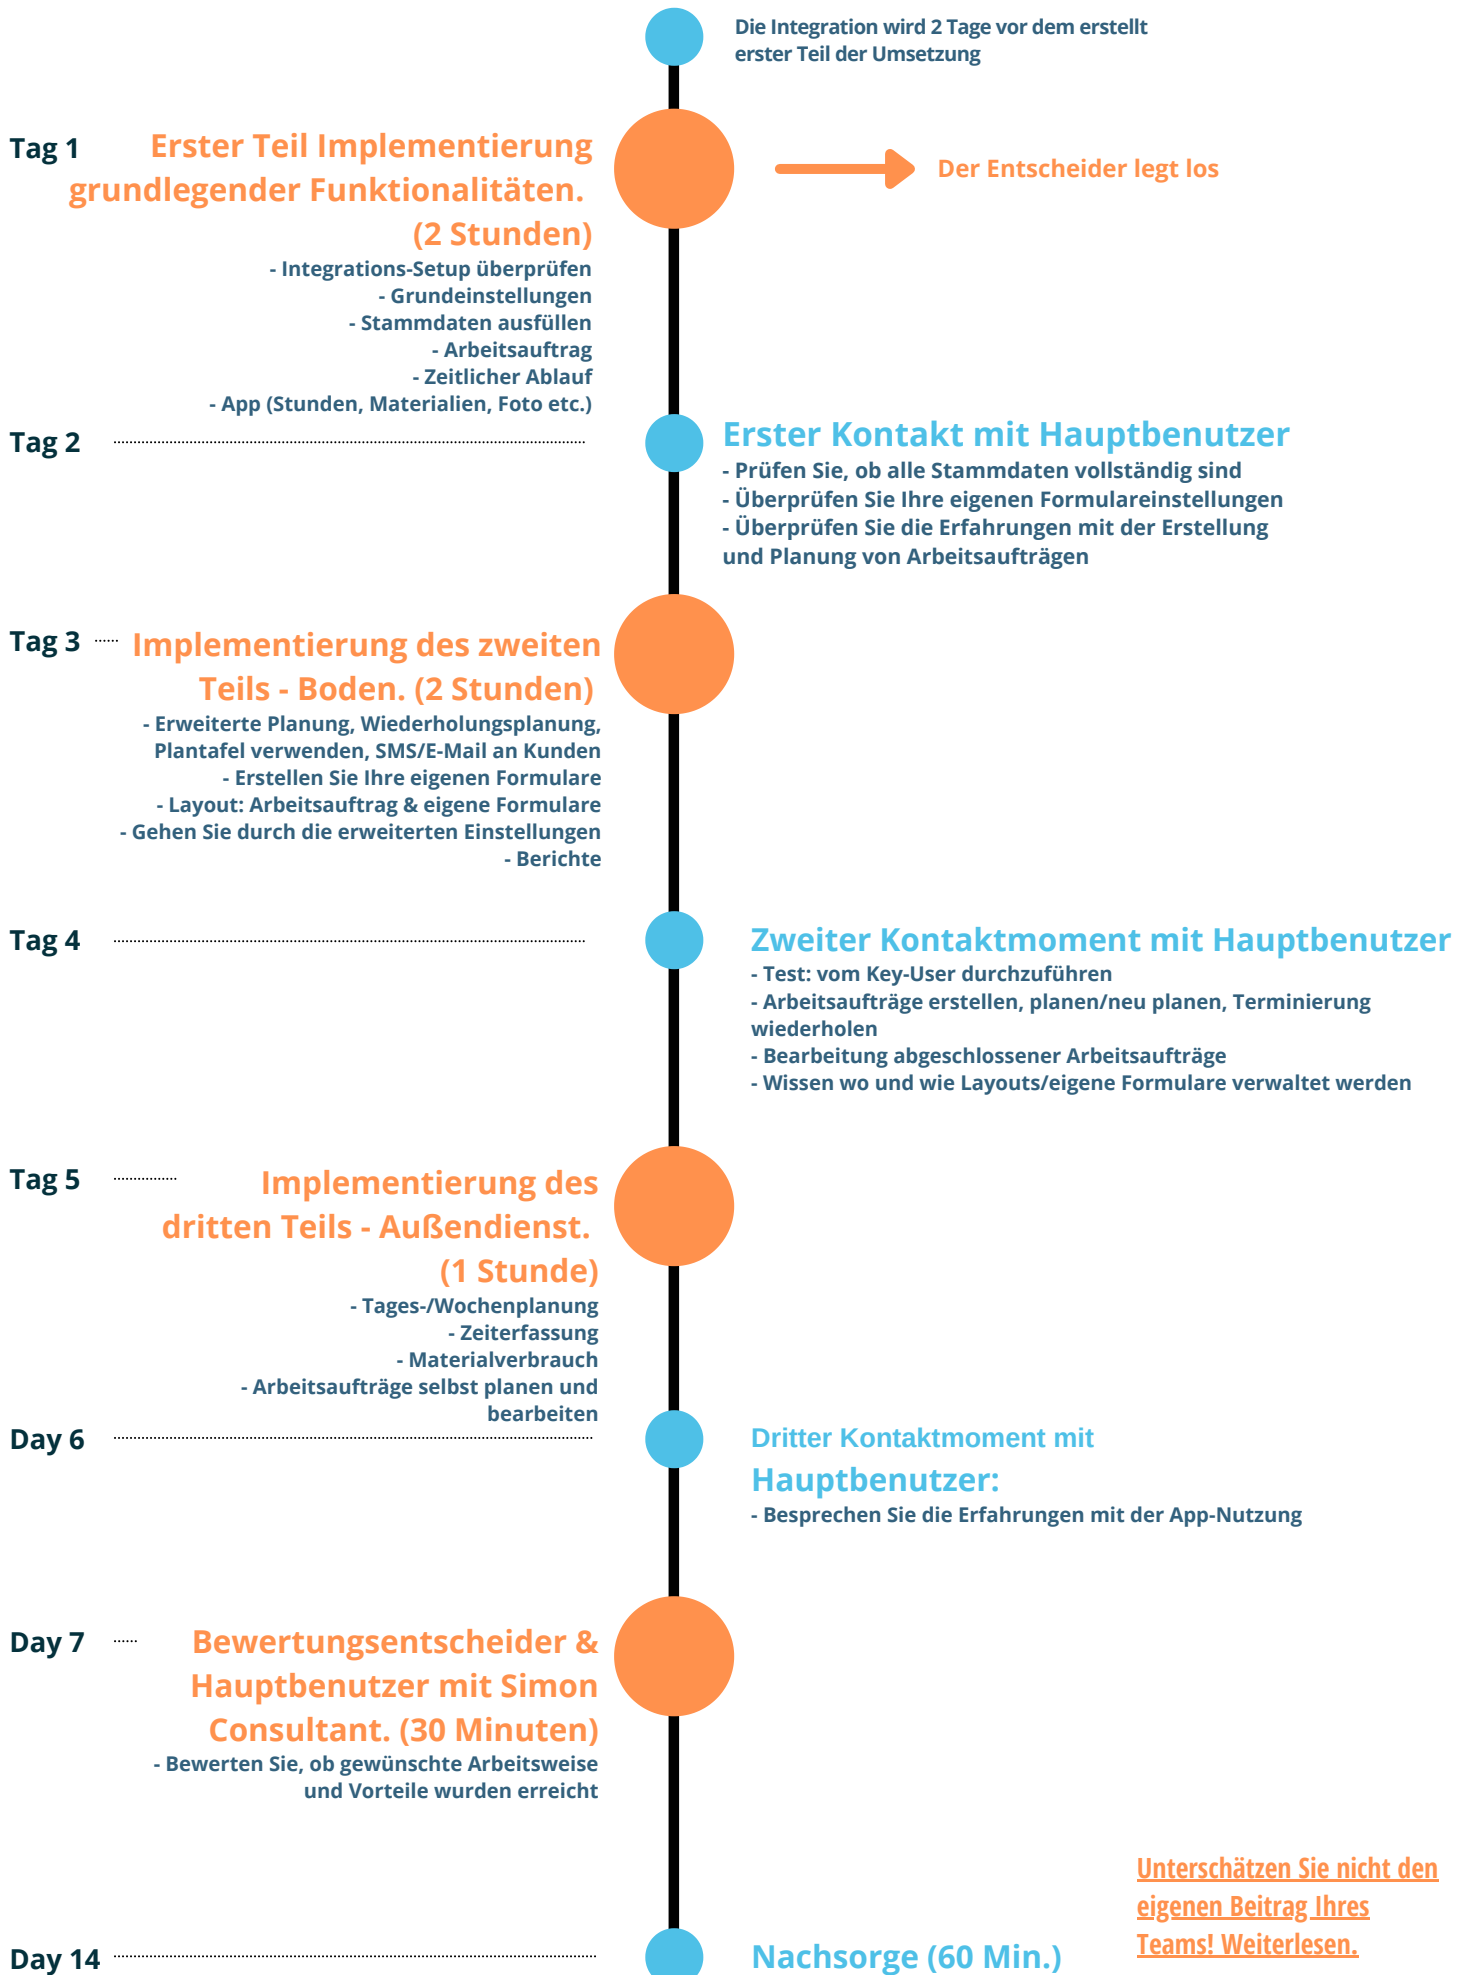 Die Integration wird 2 Tage vor dem erstellt
erster Teil der Umsetzung
Tag 1
Erster Teil Implementierung
grundlegender Funktionalitäten.
(2 Stunden)
- Integrations-Setup überprüfen
- Grundeinstellungen
- Stammdaten ausfüllen
- Arbeitsauftrag
- Zeitlicher Ablauf
- App (Stunden, Materialien, Foto etc.)
Der Entscheider legt los
Tag 2
Erster Kontakt mit Hauptbenutzer
- Prüfen Sie, ob alle Stammdaten vollständig sind
- Überprüfen Sie Ihre eigenen Formulareinstellungen
- Überprüfen Sie die Erfahrungen mit der Erstellung
und Planung von Arbeitsaufträgen
Tag 3
Implementierung des zweiten
Teils - Boden. (2 Stunden)
- Erweiterte Planung, Wiederholungsplanung,
Plantafel verwenden, SMS/E-Mail an Kunden
- Erstellen Sie Ihre eigenen Formulare
- Layout: Arbeitsauftrag & eigene Formulare
- Gehen Sie durch die erweiterten Einstellungen
- Berichte
Tag 4
Zweiter Kontaktmoment mit Hauptbenutzer
- Test: vom Key-User durchzuführen
- Arbeitsaufträge erstellen, planen/neu planen, Terminierung
wiederholen
- Bearbeitung abgeschlossener Arbeitsaufträge
- Wissen wo und wie Layouts/eigene Formulare verwaltet werden
Tag 5
Implementierung des
dritten Teils - Außendienst.
(1 Stunde)
- Tages-/Wochenplanung
- Zeiterfassung
- Materialverbrauch
- Arbeitsaufträge selbst planen und
bearbeiten
Day 6
Dritter Kontaktmoment mit
Hauptbenutzer:
- Besprechen Sie die Erfahrungen mit der App-Nutzung
Day 7
Bewertungsentscheider &
Hauptbenutzer mit Simon
Consultant. (30 Minuten)
- Bewerten Sie, ob gewünschte Arbeitsweise
und Vorteile wurden erreicht
Day 14
Nachsorge (60 Min.)
Unterschätzen Sie nicht den
eigenen Beitrag Ihres
Teams! Weiterlesen.